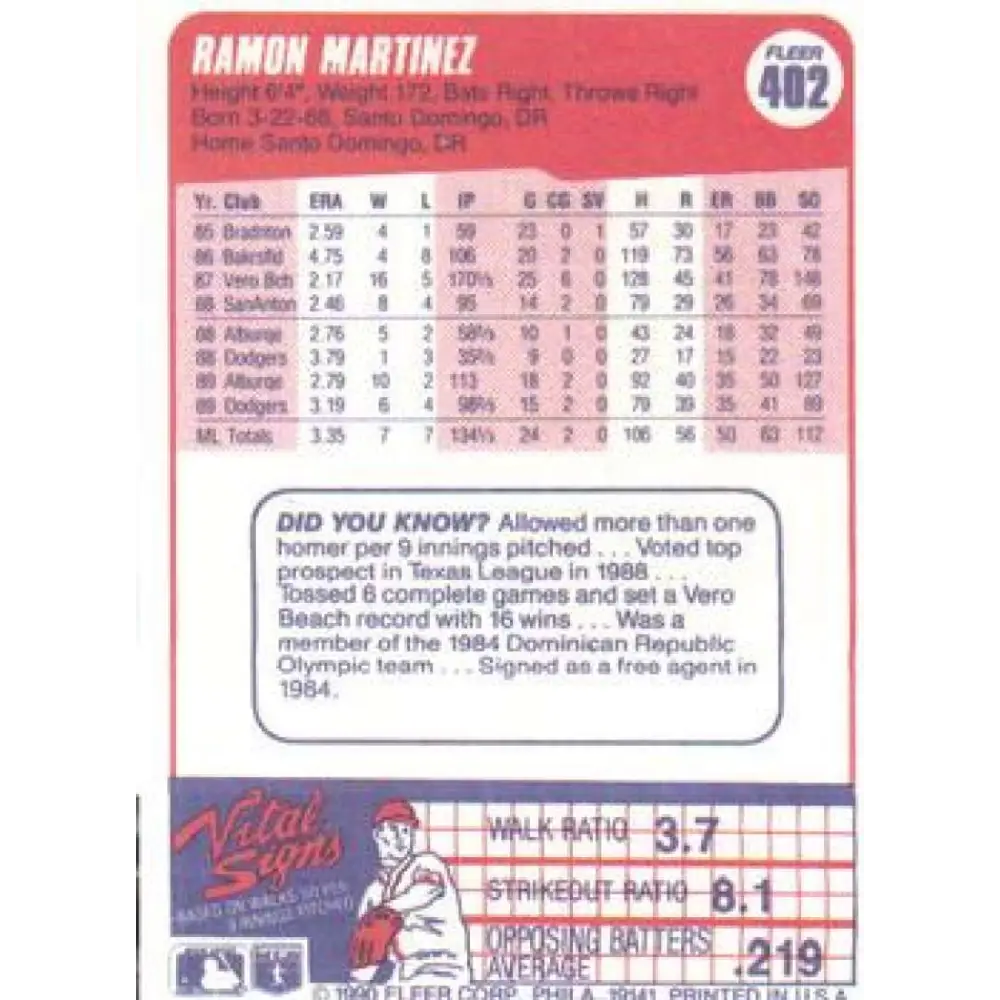 RAMON MARTINEZ
FLEER
402
Height 6'4", Weight 172, Bats Right, Throws Right
Born 3-22-68, Santo Domingo, DR
Home Santo Domingo, DR
Yr. Club ERA W L IP G CG SV H R ER BB SO
85 Bradnton 2.59 4 1 59 23 0 1 57 30 17 23 42
86 Bakrsfld 4.75 4 8 106 20 2 0 119 73 56 63 78
87 Vero Bch 2.17 16 5 170⅓ 25 6 0 128 45 41 78 148
88 SanAnton 2.46 8 4 95 14 2 0 79 29 26 34 69
88 Alburqe 2.76 5 2 58⅔ 10 1 0 43 24 18 32 49
88 Dodgers 3.79 1 3 35⅔ 9 0 0 27 17 15 22 23
89 Alburqe 2.79 10 2 113 18 2 0 92 40 35 50 127
89 Dodgers 3.19 6 4 98⅔ 15 2 0 79 39 35 41 89
ML Totals 3.35 7 7 134⅓ 24 2 0 106 56 50 63 112
DID YOU KNOW? Allowed more than one
homer per 9 innings pitched . . . Voted top
prospect in Texas League in 1988 . . .
Tossed 6 complete games and set a Vero
Beach record with 16 wins . . . Was a
member of the 1984 Dominican Republic
Olympic team . . . Signed as a free agent in
1984.
Vital
Signs
BASED ON WALKS, SO PER
9 INNINGS PITCHED
WALK RATIO 3.7
STRIKEOUT RATIO 8.1
OPPOSING BATTERS
AVERAGE .219
© 1990 FLEER CORP. PHILA. 19141 PRINTED IN U.S.A.